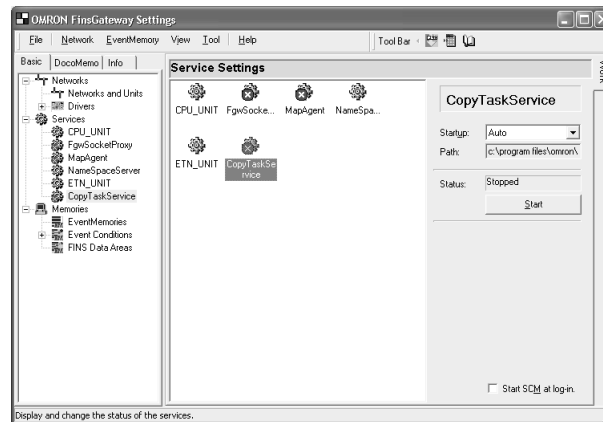 OMRON FinsGateway Settings
File Network EventMemory View Tool Help Tool Bar
Basic DocoMemo Info
Networks
Networks and Units
Drivers
Services
CPU_UNIT
FgwSocketProxy
MapAgent
NameSpaceServer
ETN_UNIT
CopyTaskService
Memories
EventMemories
Event Conditions
FINS Data Areas
Service Settings
CPU_UNIT FgwSocke... MapAgent NameSpa...
ETN_UNIT CopyTaskSe
rvice
CopyTaskService
Startup: Auto
Path: c:\program files\omron\
Status: Stopped
Start
Start SCM at log-in.
Display and change the status of the services.